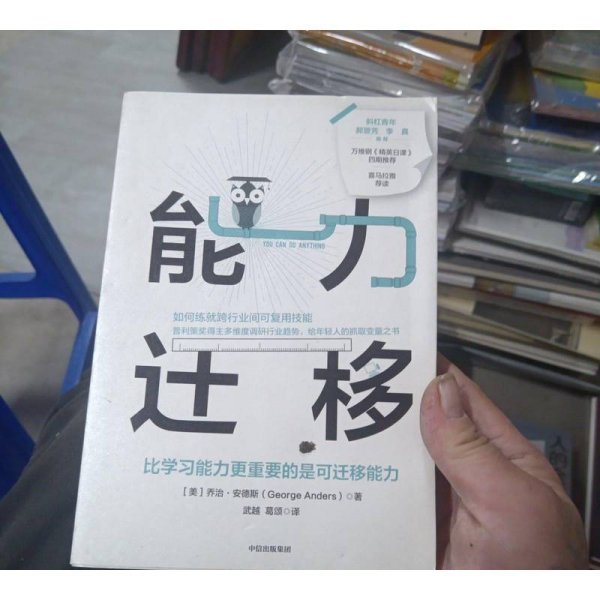 斜杠青年
郝景芳 李真
推荐
万维钢《精英日课》
四期推荐
喜马拉雅
荐读
YOU CAN DO ANYTHING
能力
如何练就跨行业间可复用技能
普利策奖得主多维度调研行业趋势，给年轻人的抓取变量之书
迁移
比学习能力更重要的是可迁移能力
[美] 乔治·安德斯（George Anders）◎著
武越 葛颂◎译
中信出版集团